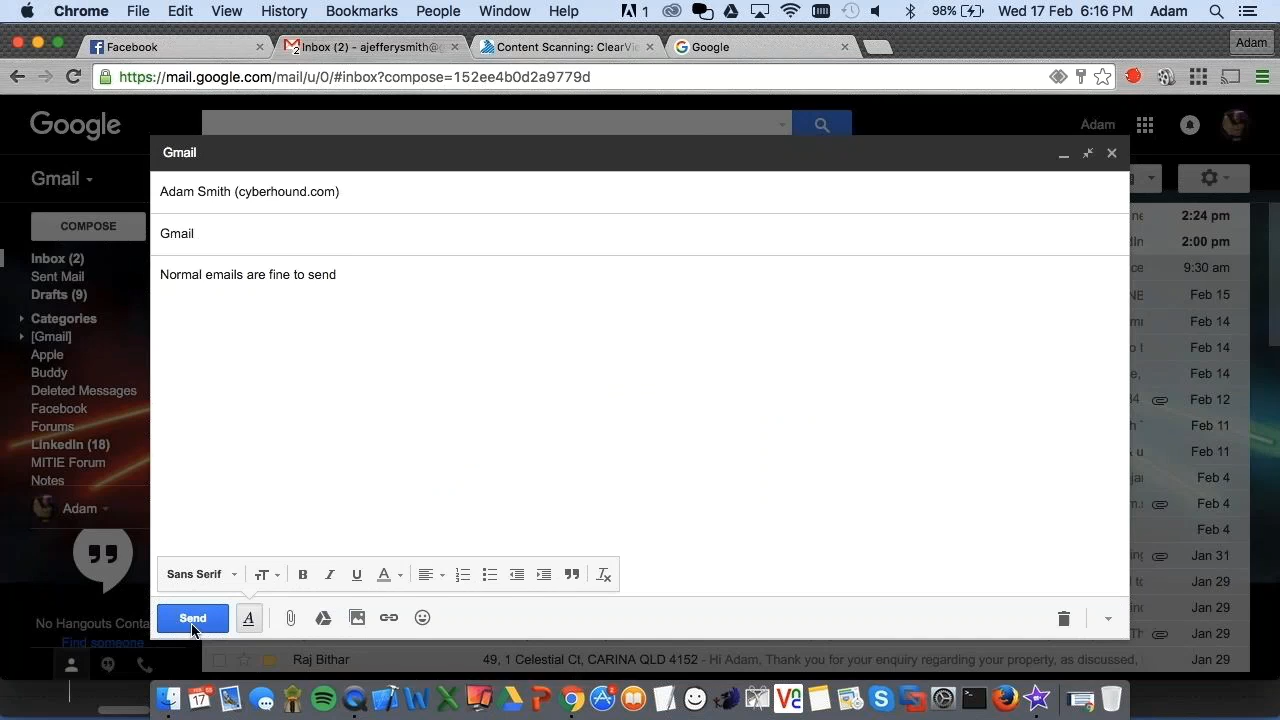 Chrome File Edit View History Bookmarks People Window Help 1 98% Wed 17 Feb 6:16 PM Adam
Facebook Inbox (2) - ajefferysmith@g Content Scanning: ClearVie Google Adam
https://mail.google.com/mail/u/0/#inbox?compose=152ee4b0d2a9779d
Google Adam
Gmail
Gmail
COMPOSE
Inbox (2)
Sent Mail
Drafts (9)
Categories
[Gmail]
Apple
Buddy
Deleted Messages
Facebook
Forums
LinkedIn (18)
MITIE Forum
Notes
Adam
No Hangouts Conta
Find someone
Adam Smith (cyberhound.com)
Gmail
Normal emails are fine to send
Sans Serif
Send
2:24 pm
2:00 pm
9:30 am
Feb 15
Feb 14
Feb 14
Feb 14
Feb 12
Feb 11
Feb 11
Feb 4
Feb 4
Feb 4
Jan 31
Jan 29
Jan 29
Jan 29
Raj Bithar 49, 1 Celestial Ct, CARINA QLD 4152 - Hi Adam, Thank you for your enquiry regarding your property, as discussed, Jan 29